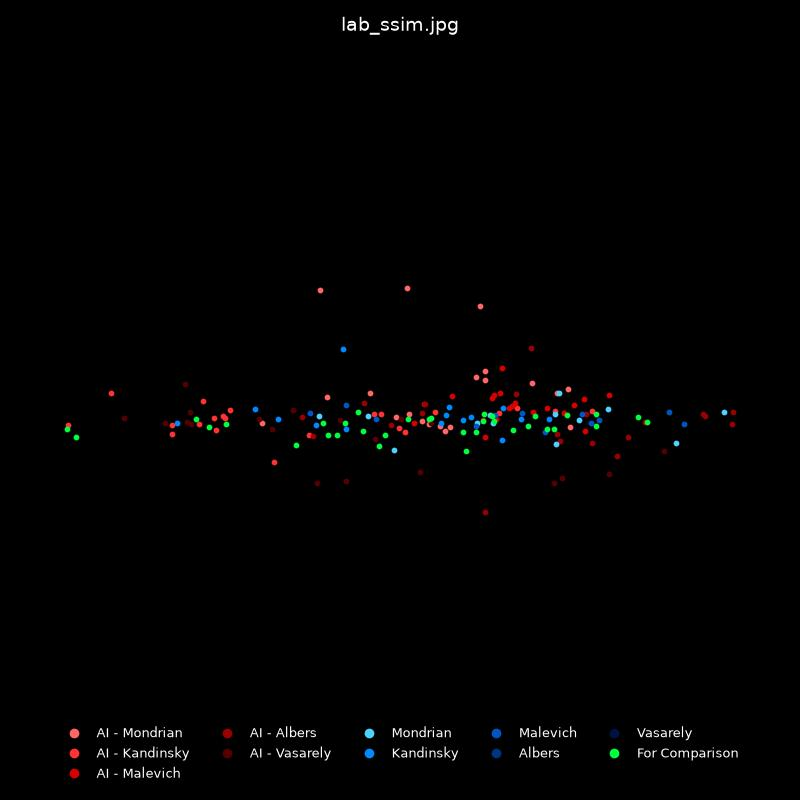 lab_ssim.jpg
AI - Mondrian AI - Albers Mondrian Malevich Vasarely
AI - Kandinsky AI - Vasarely Kandinsky Albers For Comparison
AI - Malevich